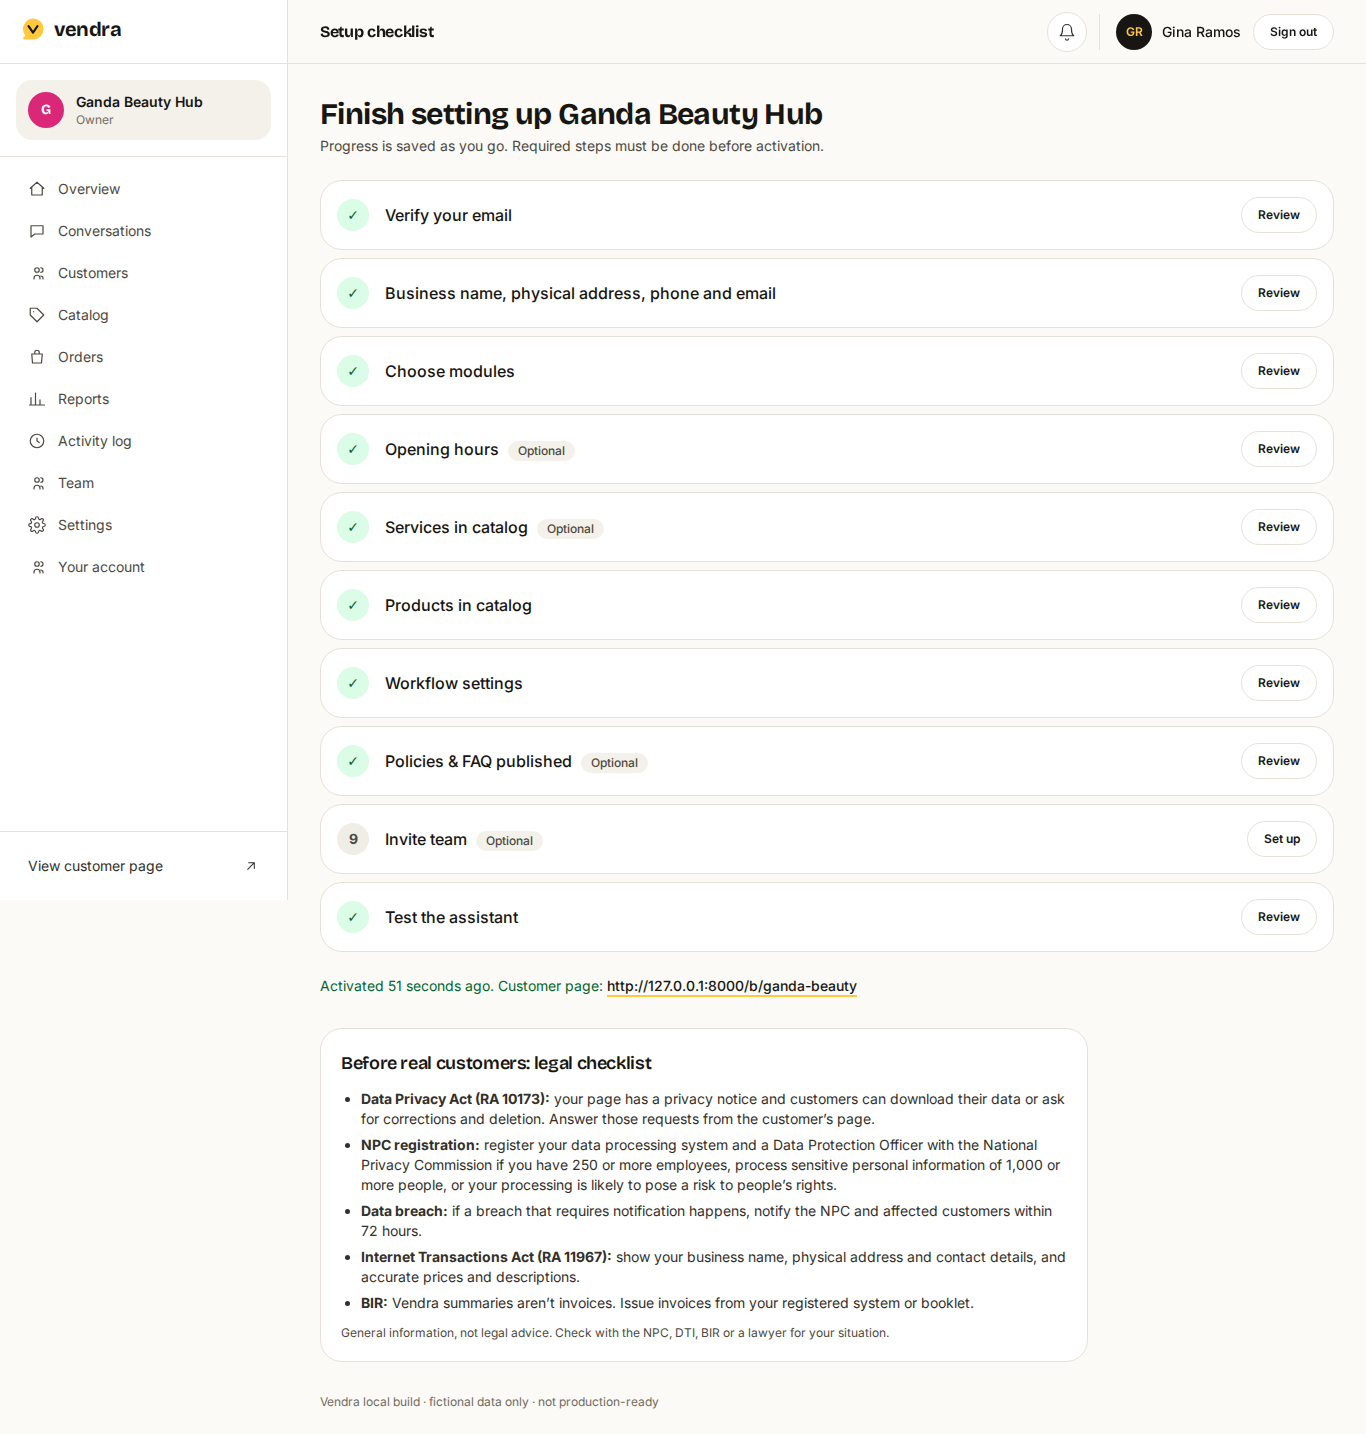 vendra
Setup checklist
GR
Gina Ramos
Sign out
G
Ganda Beauty Hub
Owner
Overview
Conversations
Customers
Catalog
Orders
Reports
Activity log
Team
Settings
Your account
View customer page
Finish setting up Ganda Beauty Hub
Progress is saved as you go. Required steps must be done before activation.
✓ Verify your email Review
✓ Business name, physical address, phone and email Review
✓ Choose modules Review
✓ Opening hours Optional Review
✓ Services in catalog Optional Review
✓ Products in catalog Review
✓ Workflow settings Review
✓ Policies & FAQ published Optional Review
9 Invite team Optional Set up
✓ Test the assistant Review
Activated 51 seconds ago. Customer page: http://127.0.0.1:8000/b/ganda-beauty
Before real customers: legal checklist
• Data Privacy Act (RA 10173): your page has a privacy notice and customers can download their data or ask
for corrections and deletion. Answer those requests from the customer’s page.
• NPC registration: register your data processing system and a Data Protection Officer with the National
Privacy Commission if you have 250 or more employees, process sensitive personal information of 1,000 or
more people, or your processing is likely to pose a risk to people’s rights.
• Data breach: if a breach that requires notification happens, notify the NPC and affected customers within
72 hours.
• Internet Transactions Act (RA 11967): show your business name, physical address and contact details, and
accurate prices and descriptions.
• BIR: Vendra summaries aren’t invoices. Issue invoices from your registered system or booklet.
General information, not legal advice. Check with the NPC, DTI, BIR or a lawyer for your situation.
Vendra local build · fictional data only · not production-ready